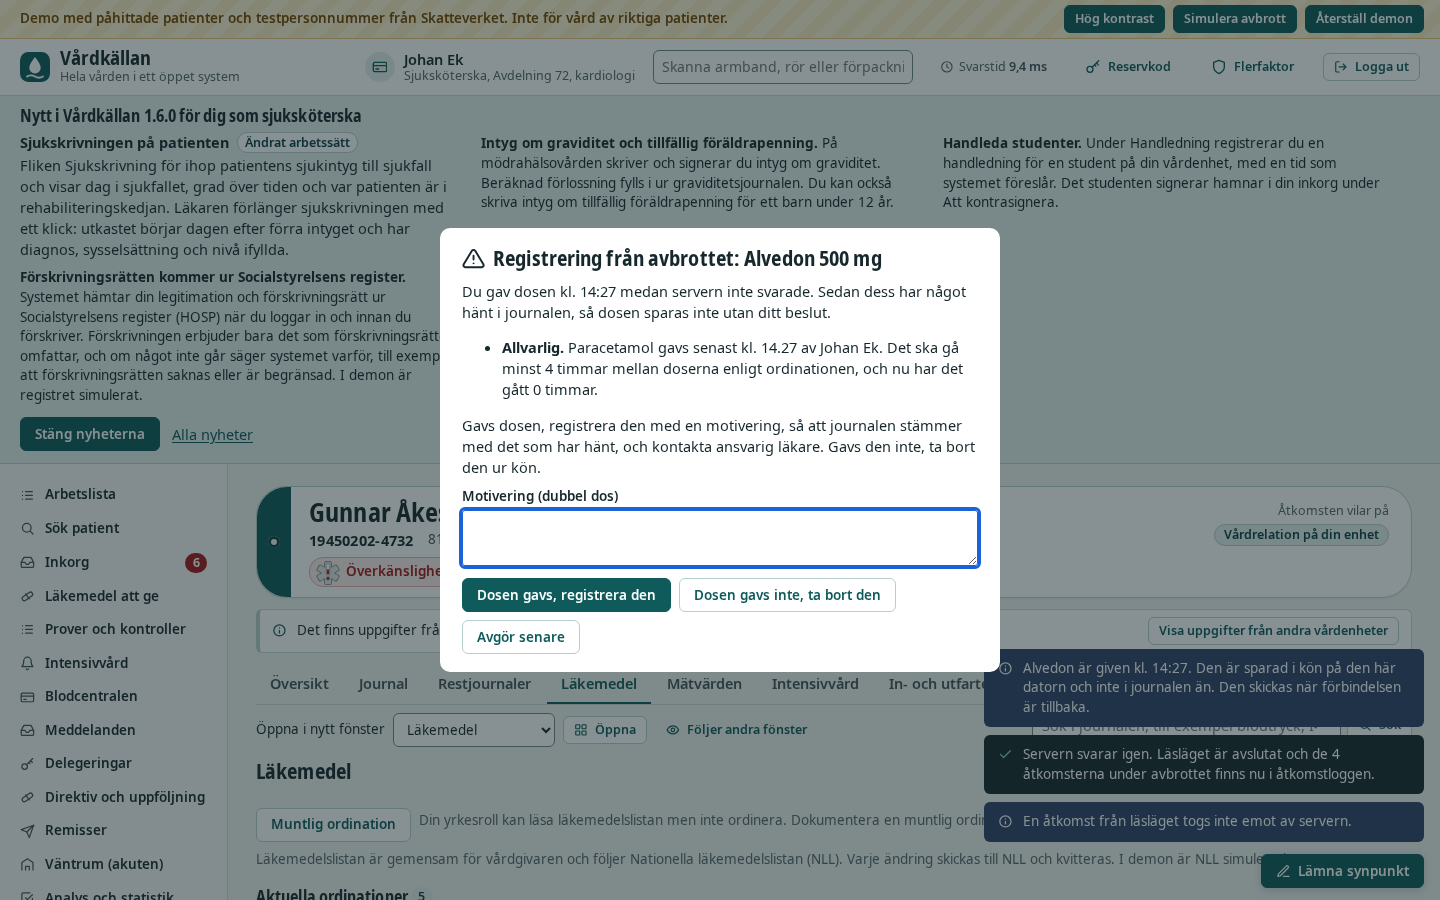 Demo med påhittade patienter och testpersonnummer från Skatteverket. Inte för vård av riktiga patienter.
Hög kontrast
Simulera avbrott
Återställ demon
Vårdkällan
Hela vården i ett öppet system
Johan Ek
Sjuksköterska, Avdelning 72, kardiologi
Skanna armband, rör eller förpackni
Svarstid 9,4 ms
Reservkod
Flerfaktor
Logga ut
Nytt i Vårdkällan 1.6.0 för dig som sjuksköterska
Sjukskrivningen på patienten
Ändrat arbetssätt
Fliken Sjukskrivning för ihop patientens sjukintyg till sjukfall
och visar dag i sjukfallet, grad över tiden och var patienten är i
rehabiliteringskedjan. Läkaren förlänger sjukskrivningen med
ett klick: utkastet börjar dagen efter förra intyget och har
diagnos, sysselsättning och nivå ifyllda.
Förskrivningsrätten kommer ur Socialstyrelsens register.
Systemet hämtar din legitimation och förskrivningsrätt ur
Socialstyrelsens register (HOSP) när du loggar in och innan du
förskriver. Förskrivningen erbjuder bara det som förskrivningsrätt
omfattar, och om något inte går säger systemet varför, till exemp
att förskrivningsrätten saknas eller är begränsad. I demon är
registret simulerat.
Intyg om graviditet och tillfällig föräldrapenning. På
mödrahälsovården skriver och signerar du intyg om graviditet.
Beräknad förlossning fylls i ur graviditetsjournalen. Du kan också
skriva intyg om tillfällig föräldrapenning för ett barn under 12 år.
Handleda studenter. Under Handledning registrerar du en
handledning för en student på din vårdenhet, med en tid som
systemet föreslår. Det studenten signerar hamnar i din inkorg under
Att kontrasignera.
Stäng nyheterna
Alla nyheter
Registrering från avbrottet: Alvedon 500 mg
Du gav dosen kl. 14:27 medan servern inte svarade. Sedan dess har något
hänt i journalen, så dosen sparas inte utan ditt beslut.
Allvarlig. Paracetamol gavs senast kl. 14.27 av Johan Ek. Det ska gå
minst 4 timmar mellan doserna enligt ordinationen, och nu har det
gått 0 timmar.
Gavs dosen, registrera den med en motivering, så att journalen stämmer
med det som har hänt, och kontakta ansvarig läkare. Gavs den inte, ta bort
den ur kön.
Motivering (dubbel dos)
Dosen gavs, registrera den
Dosen gavs inte, ta bort den
Avgör senare
Arbetslista
Sök patient
Inkorg
6
Läkemedel att ge
Prover och kontroller
Intensivvård
Blodcentralen
Meddelanden
Delegeringar
Direktiv och uppföljning
Remisser
Väntrum (akuten)
Analys och statistik
Gunnar Åkes
19450202-4732
81
Överkänslighe
Åtkomsten vilar på
Vårdrelation på din enhet
Det finns uppgifter frå
Visa uppgifter från andra vårdenheter
Översikt
Journal
Restjournaler
Läkemedel
Mätvärden
Intensivvård
In- och utfarte
Öppna i nytt fönster
Läkemedel
Öppna
Följer andra fönster
Läkemedel
Muntlig ordination
Din yrkesroll kan läsa läkemedelslistan men inte ordinera. Dokumentera en muntlig ordin
Läkemedelslistan är gemensam för vårdgivaren och följer Nationella läkemedelslistan (NLL). Varje ändring skickas till NLL och kvitteras. I demon är NLL simule
Aktuella ordinationer
5
Alvedon är given kl. 14:27. Den är sparad i kön på den här
datorn och inte i journalen än. Den skickas när förbindelsen
är tillbaka.
Servern svarar igen. Läsläget är avslutat och de 4
åtkomsterna under avbrottet finns nu i åtkomstloggen.
En åtkomst från läsläget togs inte emot av servern.
Lämna synpunkt